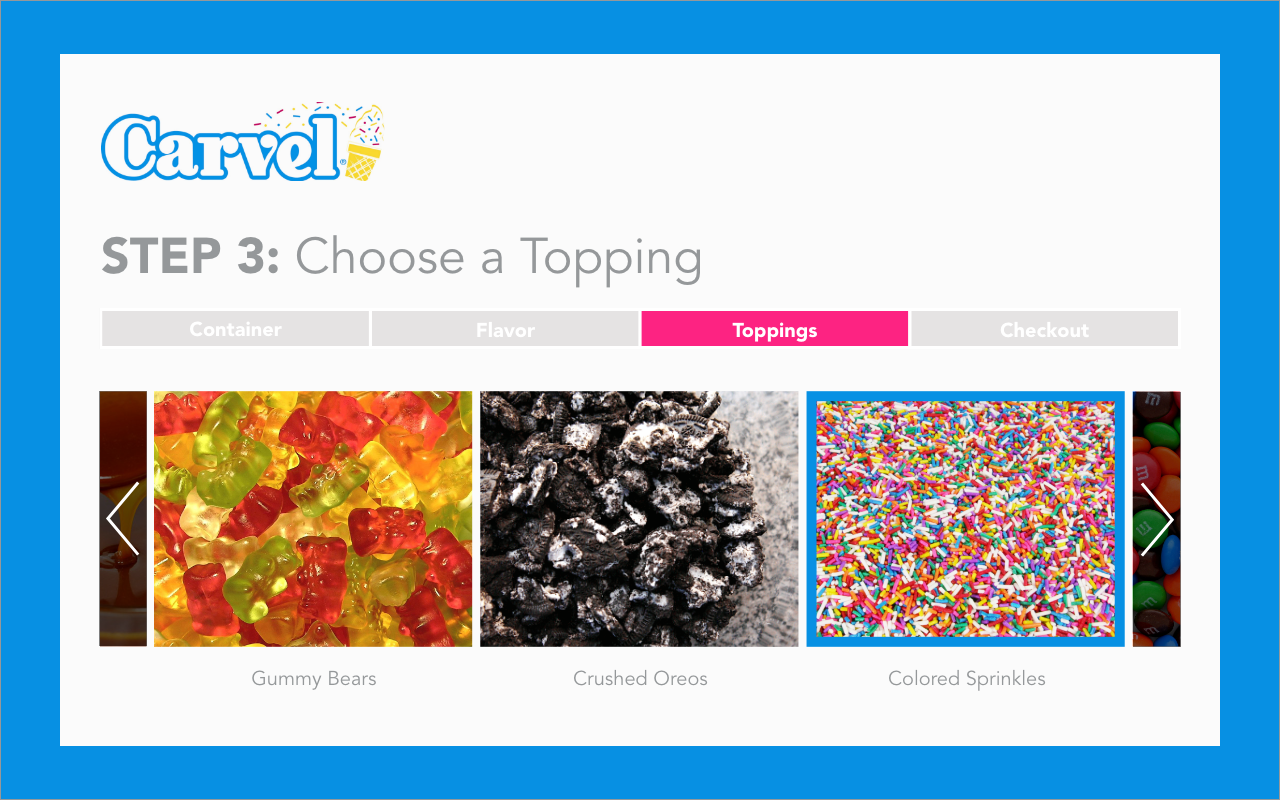 Carvel®
STEP 3: Choose a Topping
Container Flavor Toppings Checkout
m
m
m
Gummy Bears Crushed Oreos Colored Sprinkles